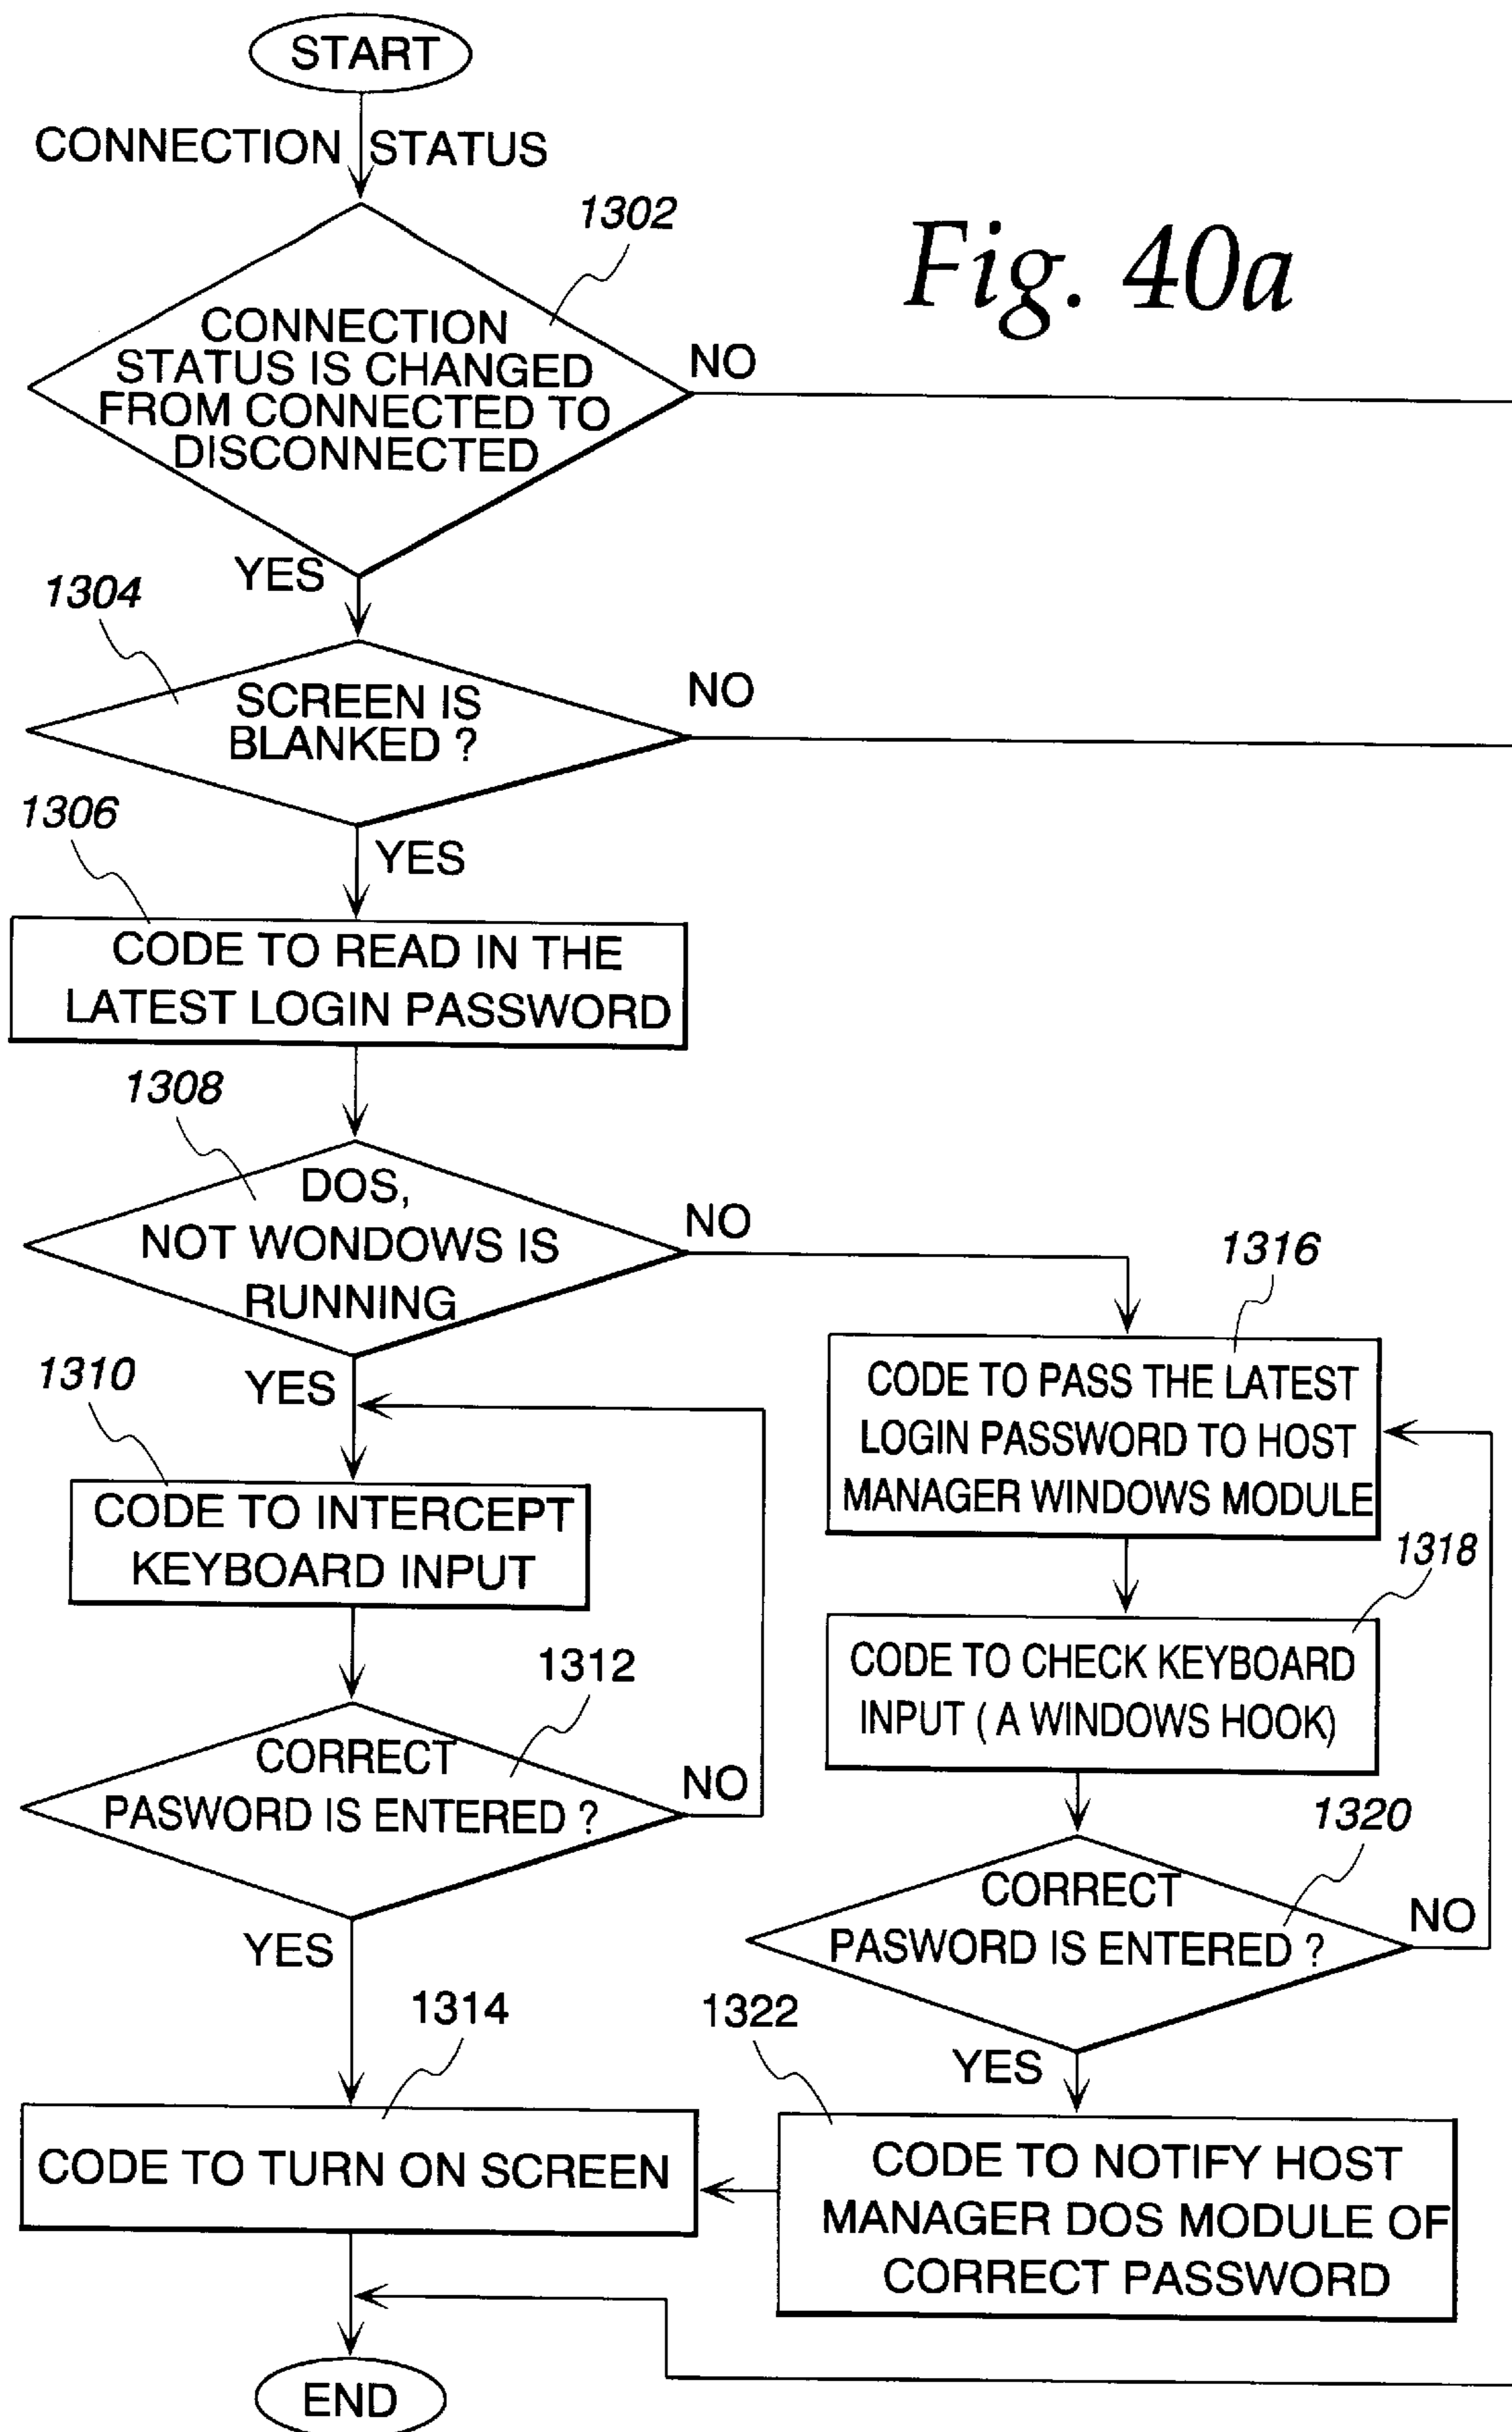 START
CONNECTION STATUS
1302
Fig. 40a
CONNECTION
STATUS IS CHANGED
FROM CONNECTED TO
DISCONNECTED
NO
YES
1304
SCREEN IS
BLANKED ?
NO
YES
1306
CODE TO READ IN THE
LATEST LOGIN PASSWORD
1308
DOS,
NOT WONDOWS IS
RUNNING
NO
YES
1310
CODE TO INTERCEPT
KEYBOARD INPUT
1312
CORRECT
PASWORD IS ENTERED ?
NO
YES
1314
CODE TO TURN ON SCREEN
1316
CODE TO PASS THE LATEST
LOGIN PASSWORD TO HOST
MANAGER WINDOWS MODULE
1318
CODE TO CHECK KEYBOARD
INPUT ( A WINDOWS HOOK)
1320
CORRECT
PASWORD IS ENTERED ?
NO
YES
1322
CODE TO NOTIFY HOST
MANAGER DOS MODULE OF
CORRECT PASSWORD
END